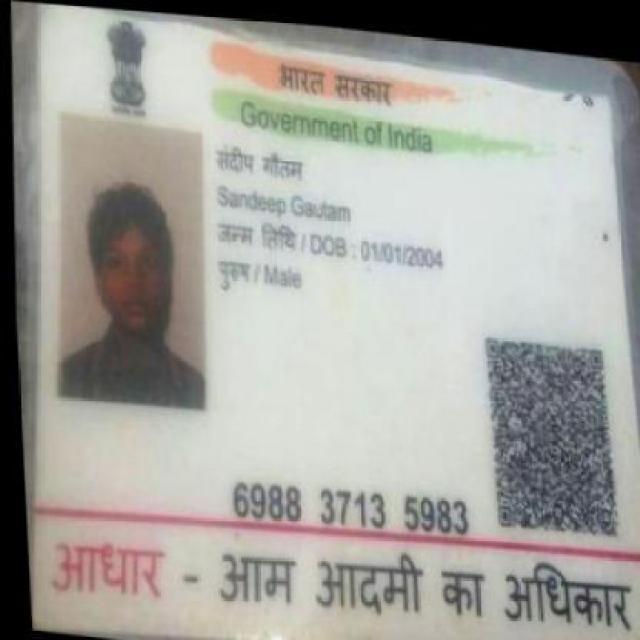 भारत सरकार
Government of India
संदीप गौतम
Sandeep Gautam
जन्म तिथि / DOB : 01/01/2004
पुरुष / Male
6988 3713 5983
आधार - आम आदमी का अधिकार